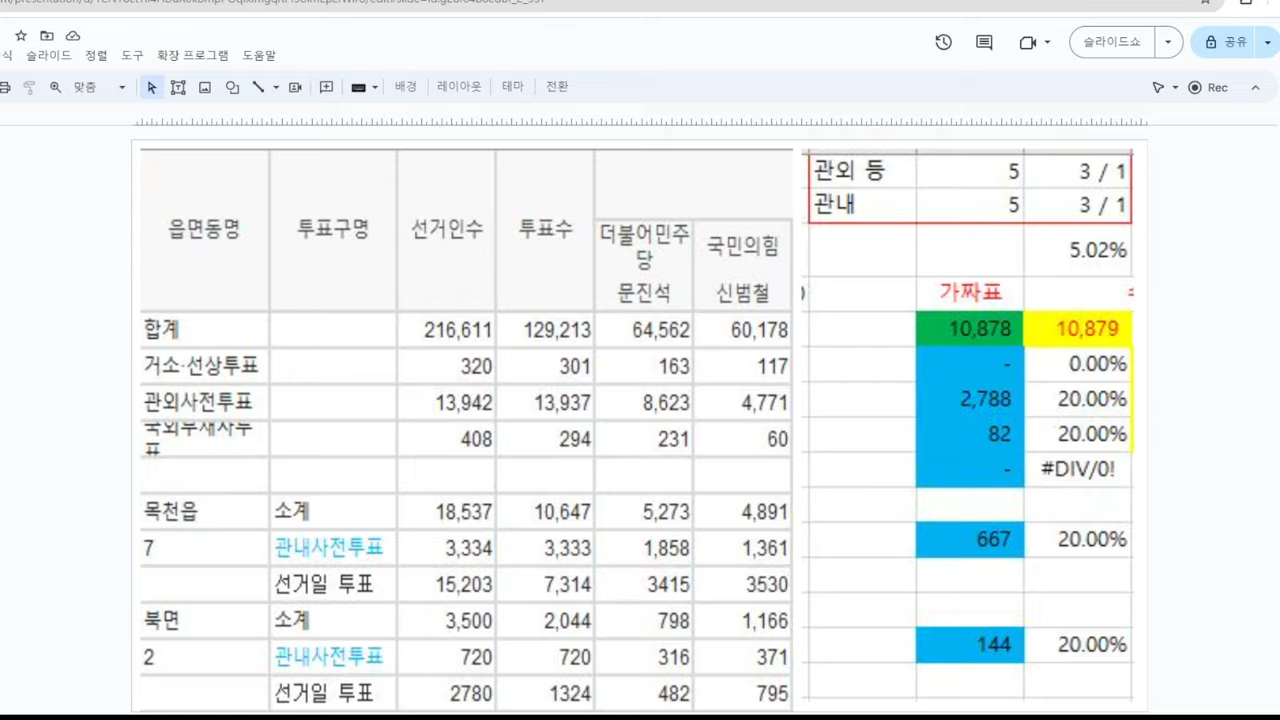 식 슬라이드 정렬 도구 확장 프로그램 도움말
슬라이드쇼 공유
맞춤 배경 레이아웃 테마 전환 Rec
읍면동명 투표구명 선거인수 투표수 더불어민주당 문진석 국민의힘 신범철
합계 216,611 129,213 64,562 60,178
거소·선상투표 320 301 163 117
관외사전투표 13,942 13,937 8,623 4,771
국외부재자투표 408 294 231 60
목천읍 소계 18,537 10,647 5,273 4,891
7 관내사전투표 3,334 3,333 1,858 1,361
선거일 투표 15,203 7,314 3415 3530
북면 소계 3,500 2,044 798 1,166
2 관내사전투표 720 720 316 371
선거일 투표 2780 1324 482 795
관외 등 5 3 / 1
관내 5 3 / 1
5.02%
가짜표
10,878 10,879
- 0.00%
2,788 20.00%
82 20.00%
- #DIV/0!
667 20.00%
144 20.00%